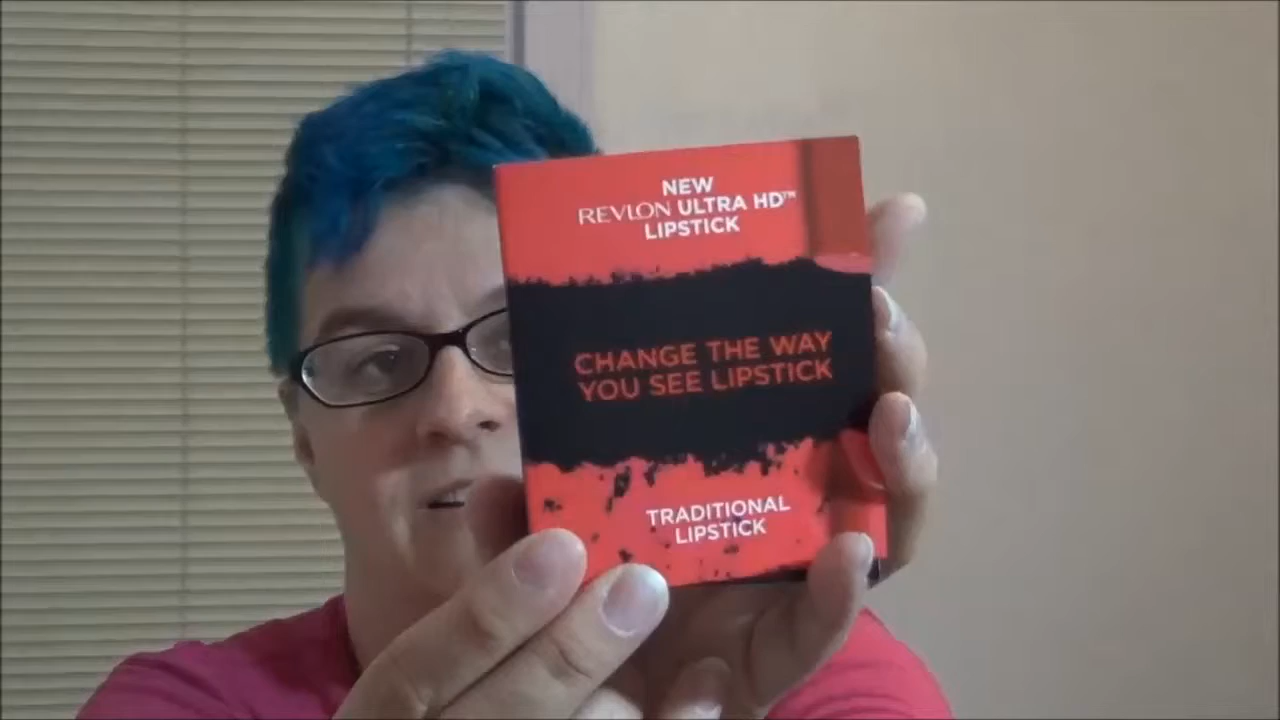 NEW
REVLON ULTRA HD™
LIPSTICK
CHANGE THE WAY
YOU SEE LIPSTICK
TRADITIONAL
LIPSTICK